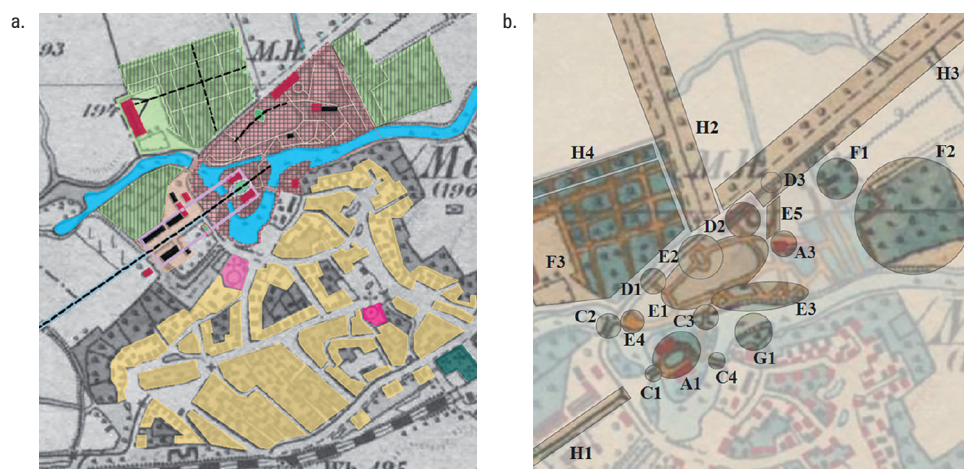 a.
b.
93
M.H.
194
Mo
(196
Wb. 495
H3
H2
M.H.
H4
F1
F2
D3
D2
E5
E2
A3
F3
D1
E1
C3
E3
C2
E4
G1
A1
C4
C1
H1